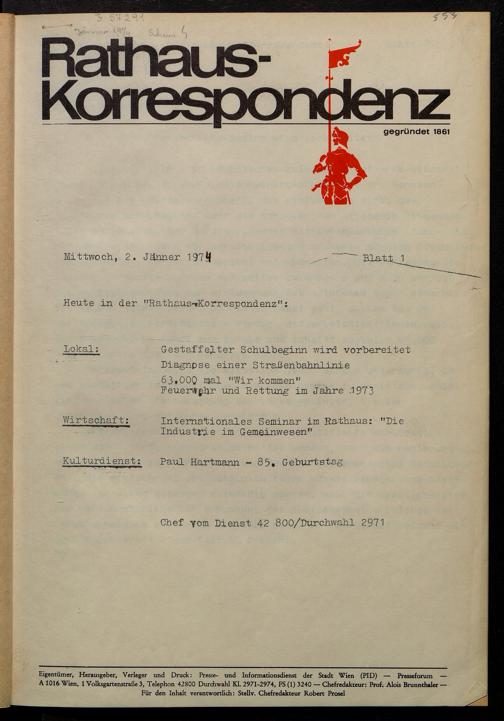 3 57291
554
Rathaus-
Korrespondenz
gegründet 1861
Mittwoch, 2. Jänner 1974
Blatt 1
Heute in der "Rathaus-Korrespondenz":
Lokal:
Gestaffelter Schulbeginn wird vorbereitet
Diagnose einer Straßenbahnlinie
63.000 mal "Wir kommen"
Feuerwehr und Rettung im Jahre 1973
Wirtschaft:
Internationales Seminar im Rathaus: "Die
Industrie im Gemeinwesen"
Kulturdienst:
Paul Hartmann - 85. Geburtstag
Chef vom Dienst 42 800/Durchwahl 2971
Eigentümer, Herausgeber, Verleger und Druck: Presse- und Informationsdienst der Stadt Wien (PID) — Presseforum —
A 1016 Wien, 1 Volksgartenstraße 3, Telephon 42800 Durchwahl Kl. 2971-2974, FS (1) 3240 — Chefredakteur: Prof. Alois Brunnthaler —
Für den Inhalt verantwortlich: Stellv. Chefredakteur Robert Prosel